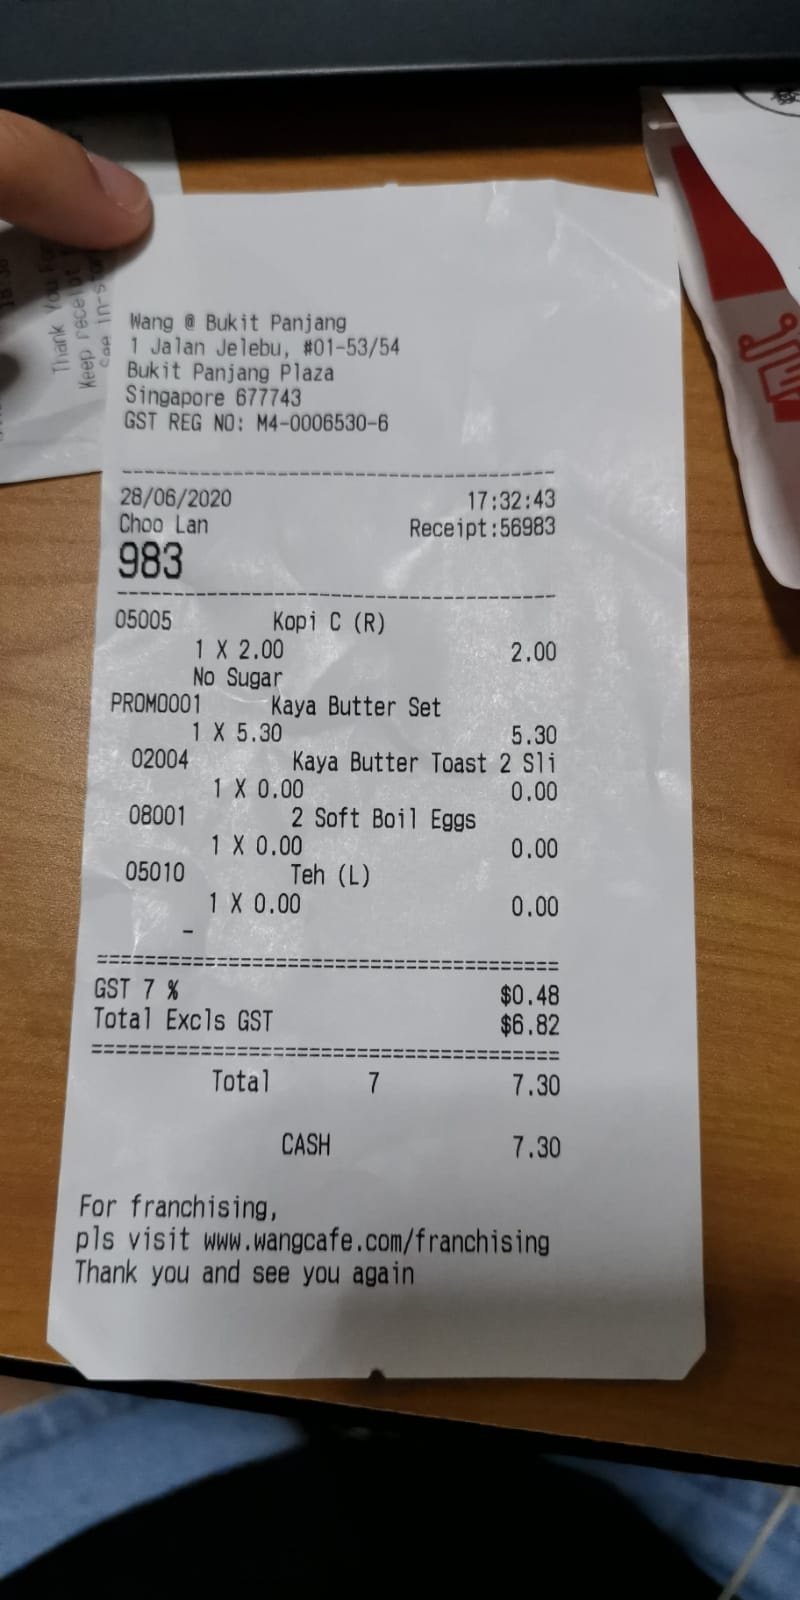 Wang @ Bukit Panjang
1 Jalan Jelebu, #01-53/54
Bukit Panjang Plaza
Singapore 677743
GST REG NO: M4-0006530-6
28/06/2020 17:32:43
Choo Lan Receipt:56983
983
05005 Kopi C (R)
1 X 2.00 2.00
No Sugar
PROMO001 Kaya Butter Set
1 X 5.30 5.30
02004 Kaya Butter Toast 2 Sli
1 X 0.00 0.00
08001 2 Soft Boil Eggs
1 X 0.00 0.00
05010 Teh (L)
1 X 0.00 0.00
-
GST 7 % $0.48
Total Excls GST $6.82
Total 7 7.30
CASH 7.30
For franchising,
pls visit www.wangcafe.com/franchising
Thank you and see you again
Thank You
Keep receipt
in-s